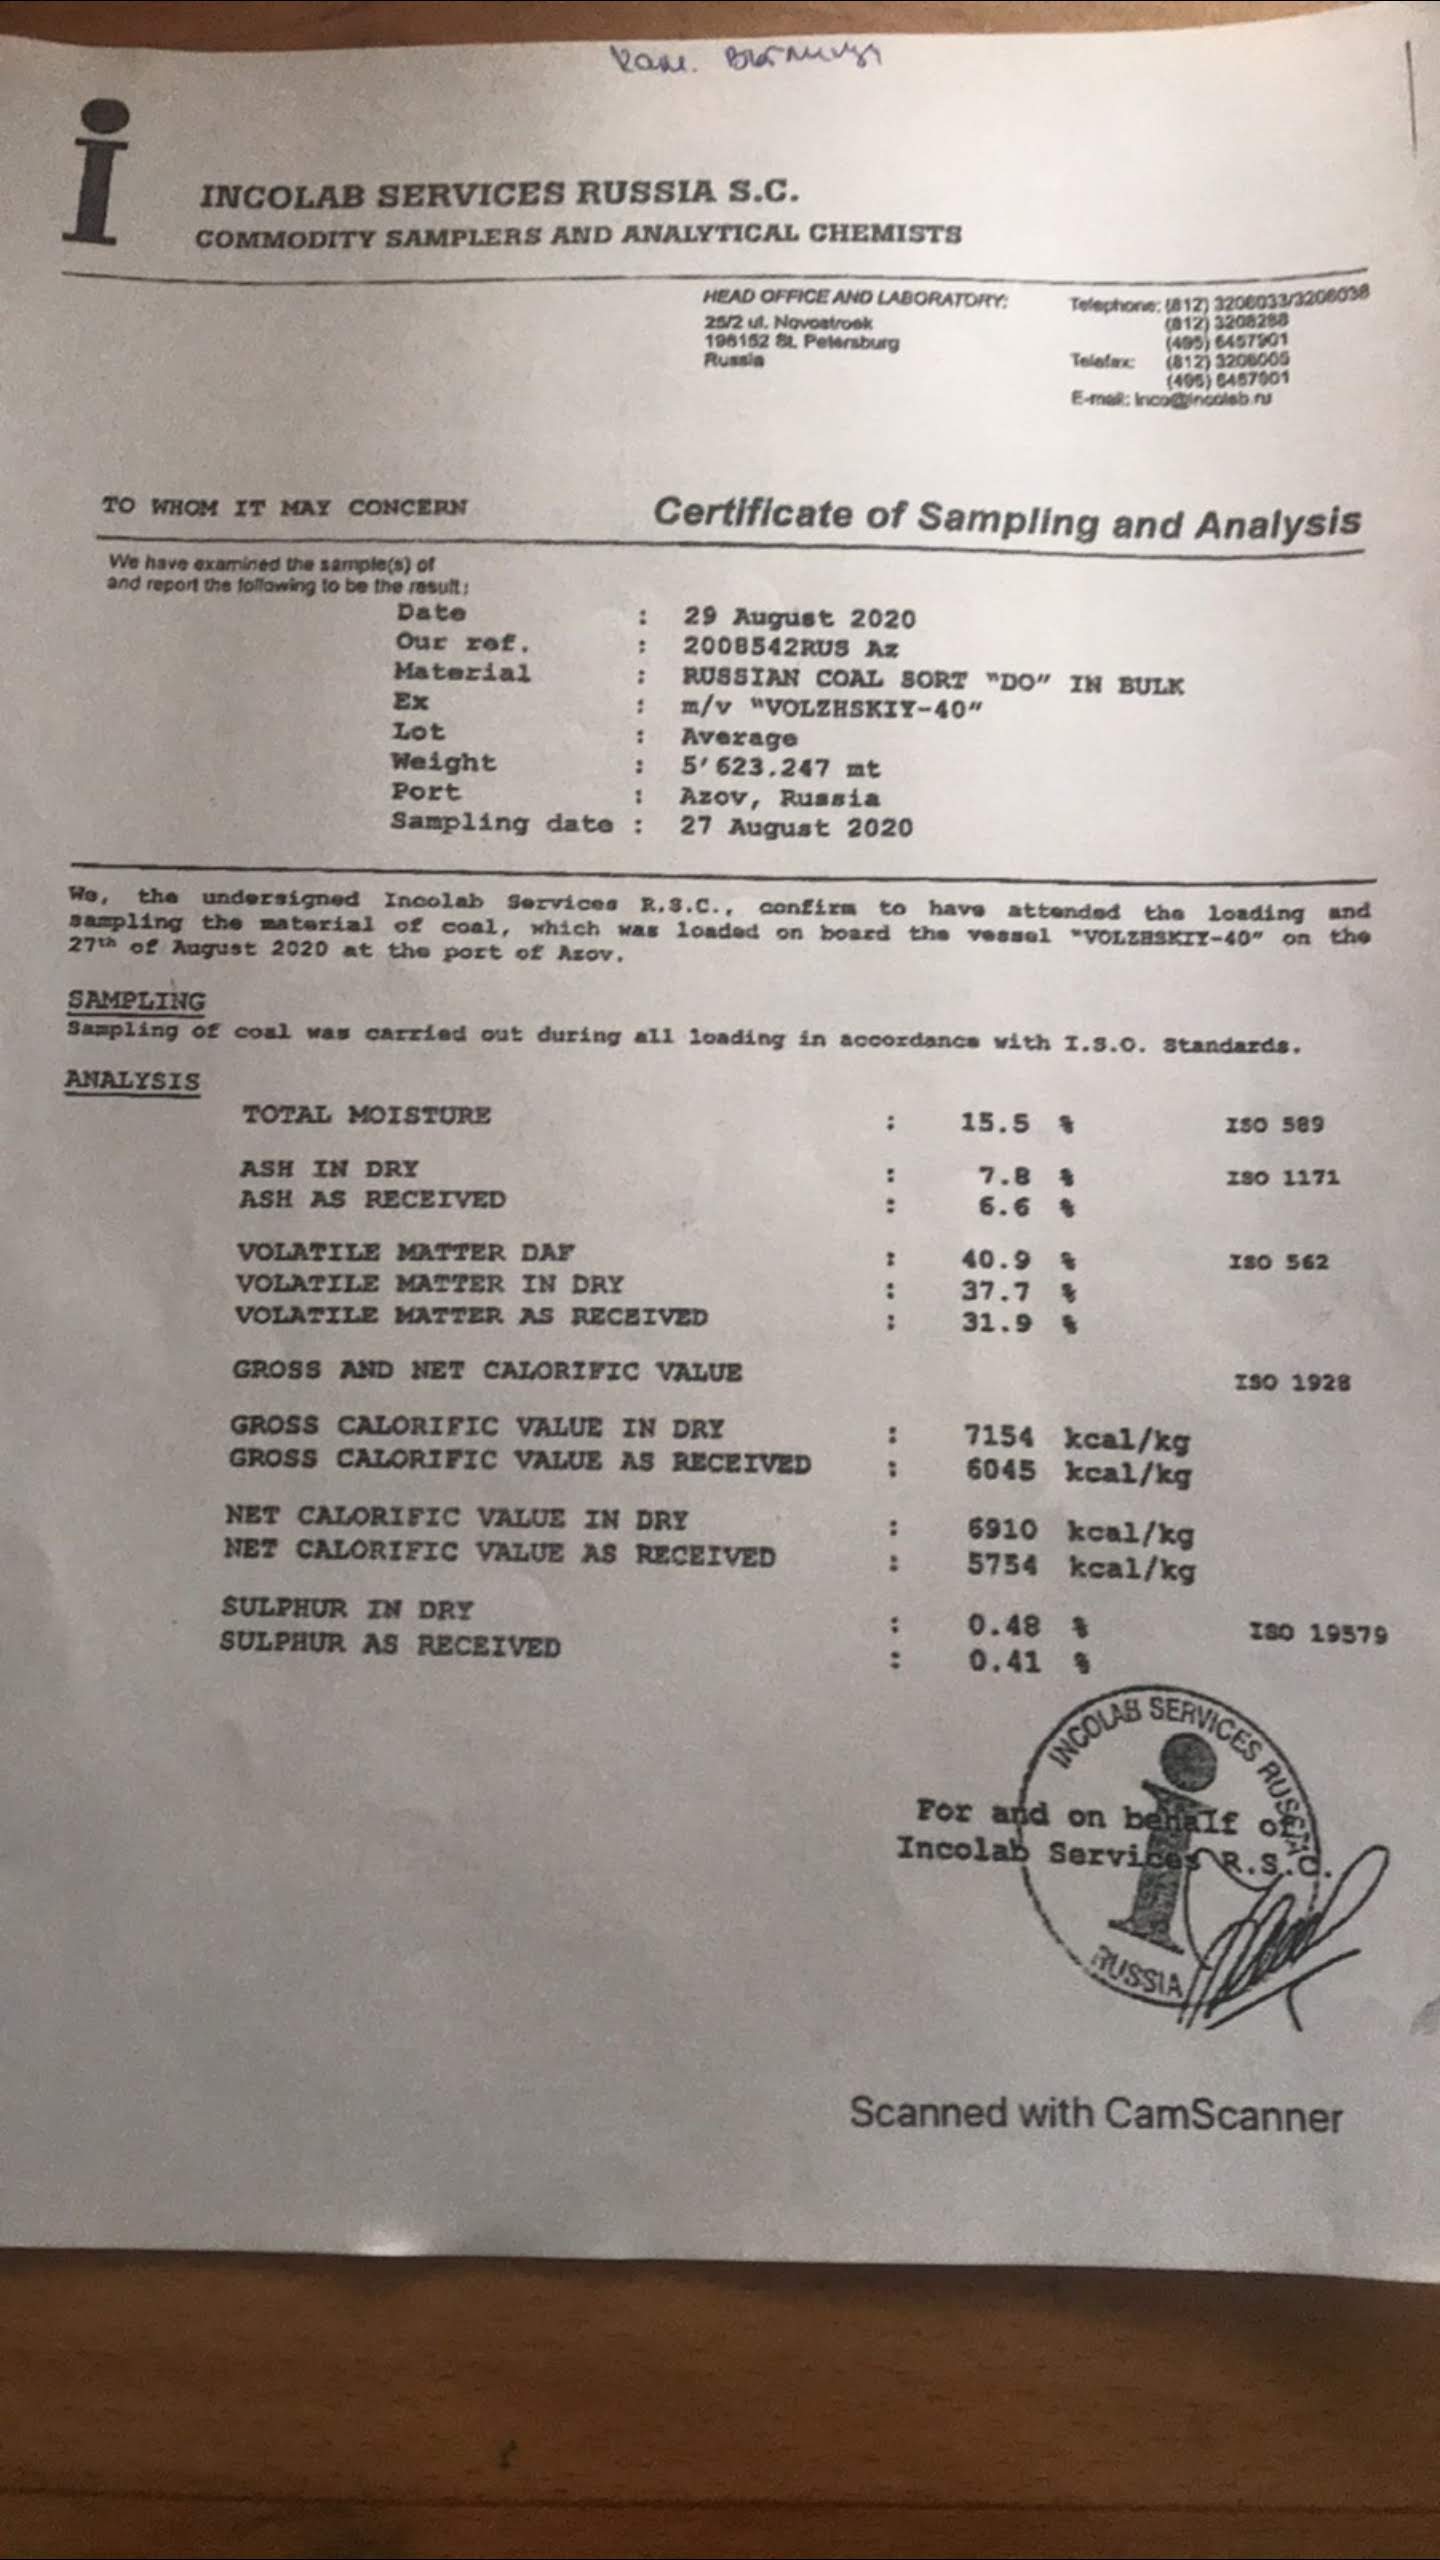 INCOLAB SERVICES RUSSIA S.C.
COMMODITY SAMPLERS AND ANALYTICAL CHEMISTS
HEAD OFFICE AND LABORATORY:
25/2 ul. Novostroek
196152 St. Petersburg
Russia
Telephone: (812) 3206033/3206038
(812) 3208288
(495) 6457901
Telefax: (812) 3206005
(495) 6457901
E-mail: inco@incolab.ru
TO WHOM IT MAY CONCERN
Certificate of Sampling and Analysis
We have examined the sample(s) of
and report the following to be the result:
Date : 29 August 2020
Our ref. : 2008542RUS Az
Material : RUSSIAN COAL SORT "DO" IN BULK
Ex : m/v "VOLZHSKIY-40"
Lot : Average
Weight : 5'623.247 mt
Port : Azov, Russia
Sampling date : 27 August 2020
We, the undersigned Incolab Services R.S.C., confirm to have attended the loading and
sampling the material of coal, which was loaded on board the vessel "VOLZHSKIY-40" on the
27th of August 2020 at the port of Azov.
SAMPLING
Sampling of coal was carried out during all loading in accordance with I.S.O. Standards.
ANALYSIS
TOTAL MOISTURE : 15.5 % ISO 589
ASH IN DRY : 7.8 % ISO 1171
ASH AS RECEIVED : 6.6 %
VOLATILE MATTER DAF : 40.9 % ISO 562
VOLATILE MATTER IN DRY : 37.7 %
VOLATILE MATTER AS RECEIVED : 31.9 %
GROSS AND NET CALORIFIC VALUE ISO 1928
GROSS CALORIFIC VALUE IN DRY : 7154 kcal/kg
GROSS CALORIFIC VALUE AS RECEIVED : 6045 kcal/kg
NET CALORIFIC VALUE IN DRY : 6910 kcal/kg
NET CALORIFIC VALUE AS RECEIVED : 5754 kcal/kg
SULPHUR IN DRY : 0.48 % ISO 19579
SULPHUR AS RECEIVED : 0.41 %
INCOLAB SERVICES RUSSIA
For and on behalf of
Incolab Services R.S.C.
RUSSIA
Scanned with CamScanner